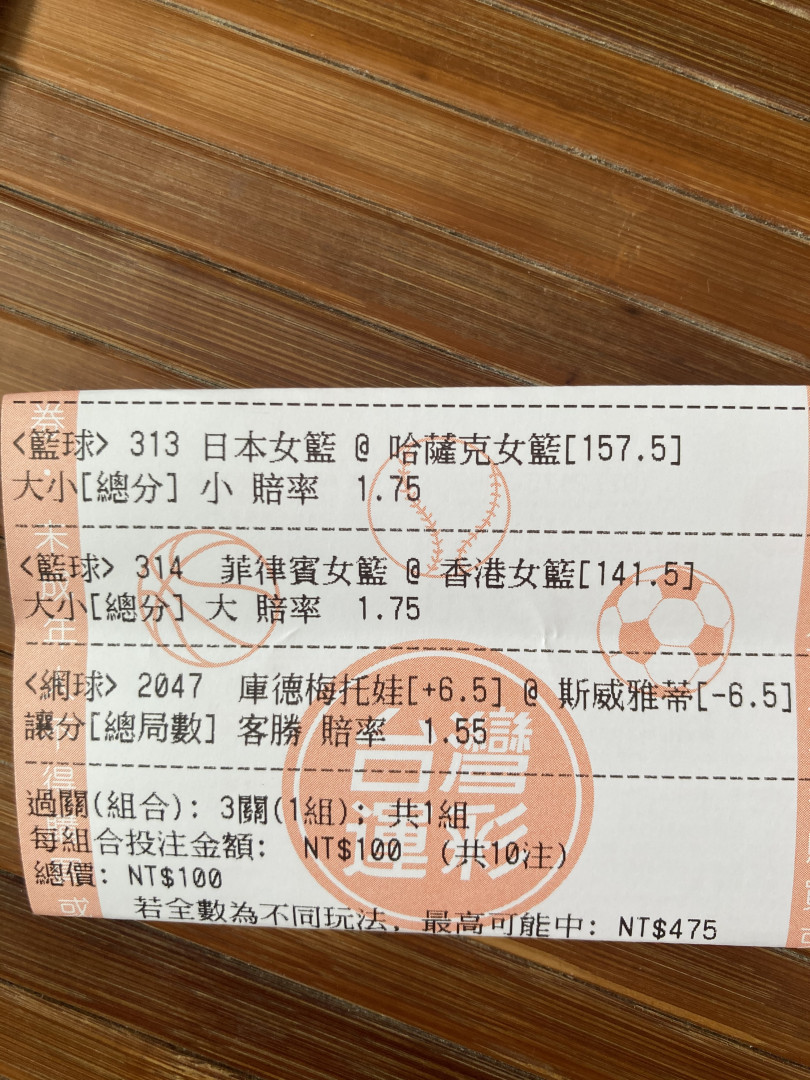 <籃球> 313 日本女籃 @ 哈薩克女籃[157.5]
大小[總分] 小 賠率 1.75
<籃球> 314 菲律賓女籃 @ 香港女籃[141.5]
大小[總分] 大 賠率 1.75
<網球> 2047 庫德梅托娃[+6.5] @ 斯威雅蒂[-6.5]
讓分[總局數] 客勝 賠率 1.55
過關(組合): 3關(1組); 共1組
每組合投注金額: NT$100 (共10注)
總價: NT$100
若全數為不同玩法, 最高可能中: NT$475
台灣
運彩